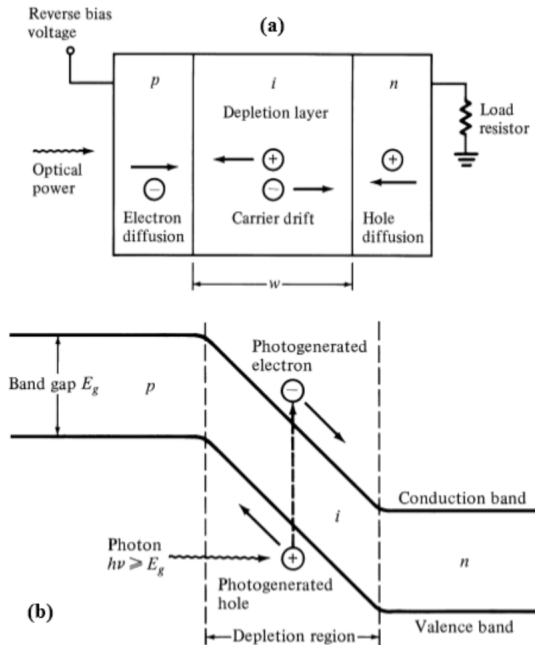 Reverse bias
voltage
(a)
p
i
n
Depletion layer
Load
resistor
Optical
power
+
+
−
−
Electron
diffusion
Carrier drift
Hole
diffusion
w
Photogenerated
electron
−
Band gap Eg
p
Conduction band
i
Photon
hν ⩾ Eg
+
n
Photogenerated
hole
(b)
Valence band
Depletion region